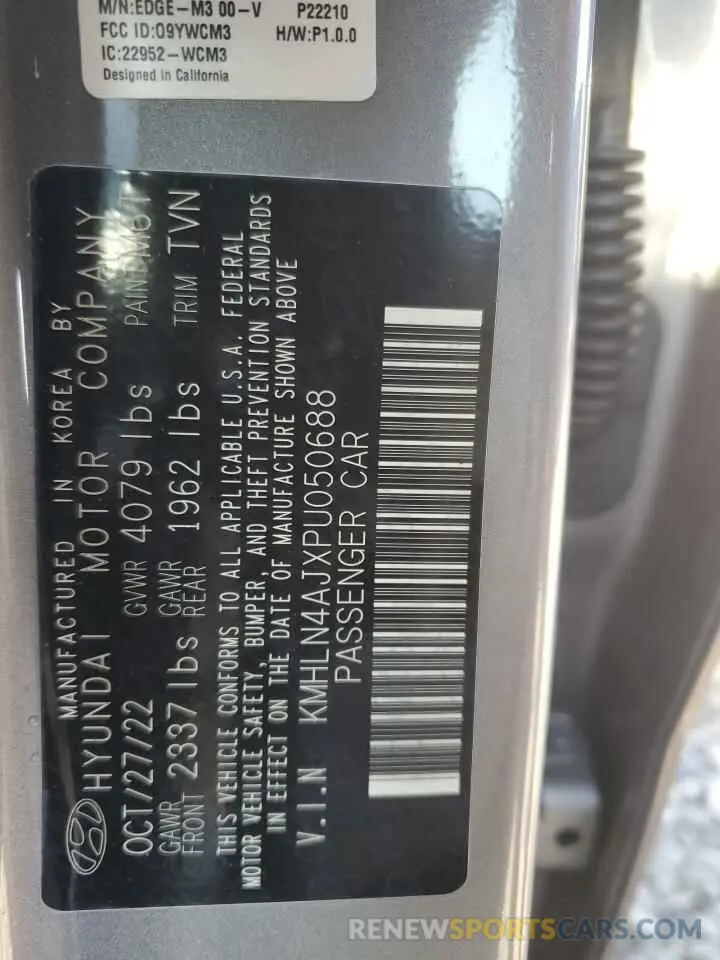 M/N:EDGE-M3 00-V P22210
FCC ID:O9YWCM3 H/W:P1.0.0
IC:22952-WCM3
Designed in California
MANUFACTURED IN KOREA BY
HYUNDAI MOTOR COMPANY
OCT/27/22 GVWR 4079 lbs PAINT M6T
GAWR FRONT 2337 lbs GAWR REAR 1962 lbs TRIM TVN
THIS VEHICLE CONFORMS TO ALL APPLICABLE U.S.A. FEDERAL
MOTOR VEHICLE SAFETY, BUMPER, AND THEFT PREVENTION STANDARDS
IN EFFECT ON THE DATE OF MANUFACTURE SHOWN ABOVE
V.I.N KMHLN4AJXPU050688
PASSENGER CAR
RENEWSPORTSCARS.COM